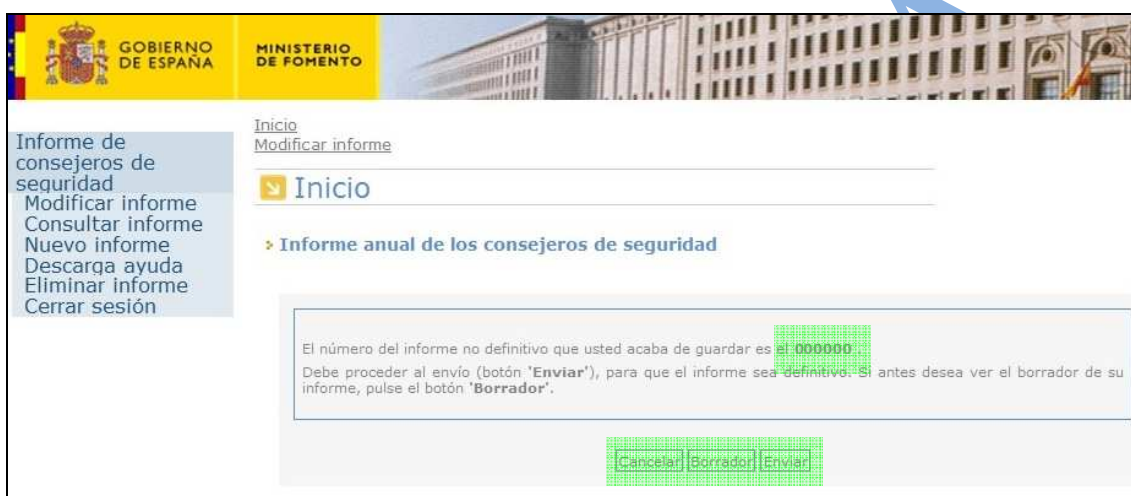 GOBIERNO
DE ESPAÑA
MINISTERIO
DE FOMENTO
Informe de
consejeros de
seguridad
Modificar informe
Consultar informe
Nuevo informe
Descarga ayuda
Eliminar informe
Cerrar sesión
Inicio
Modificar informe
Inicio
Informe anual de los consejeros de seguridad
El número del informe no definitivo que usted acaba de guardar es el 000000 .
Debe proceder al envío (botón 'Enviar'), para que el informe sea definitivo. Si antes desea ver el borrador de su
informe, pulse el botón 'Borrador'.
Cancelar Borrador Enviar